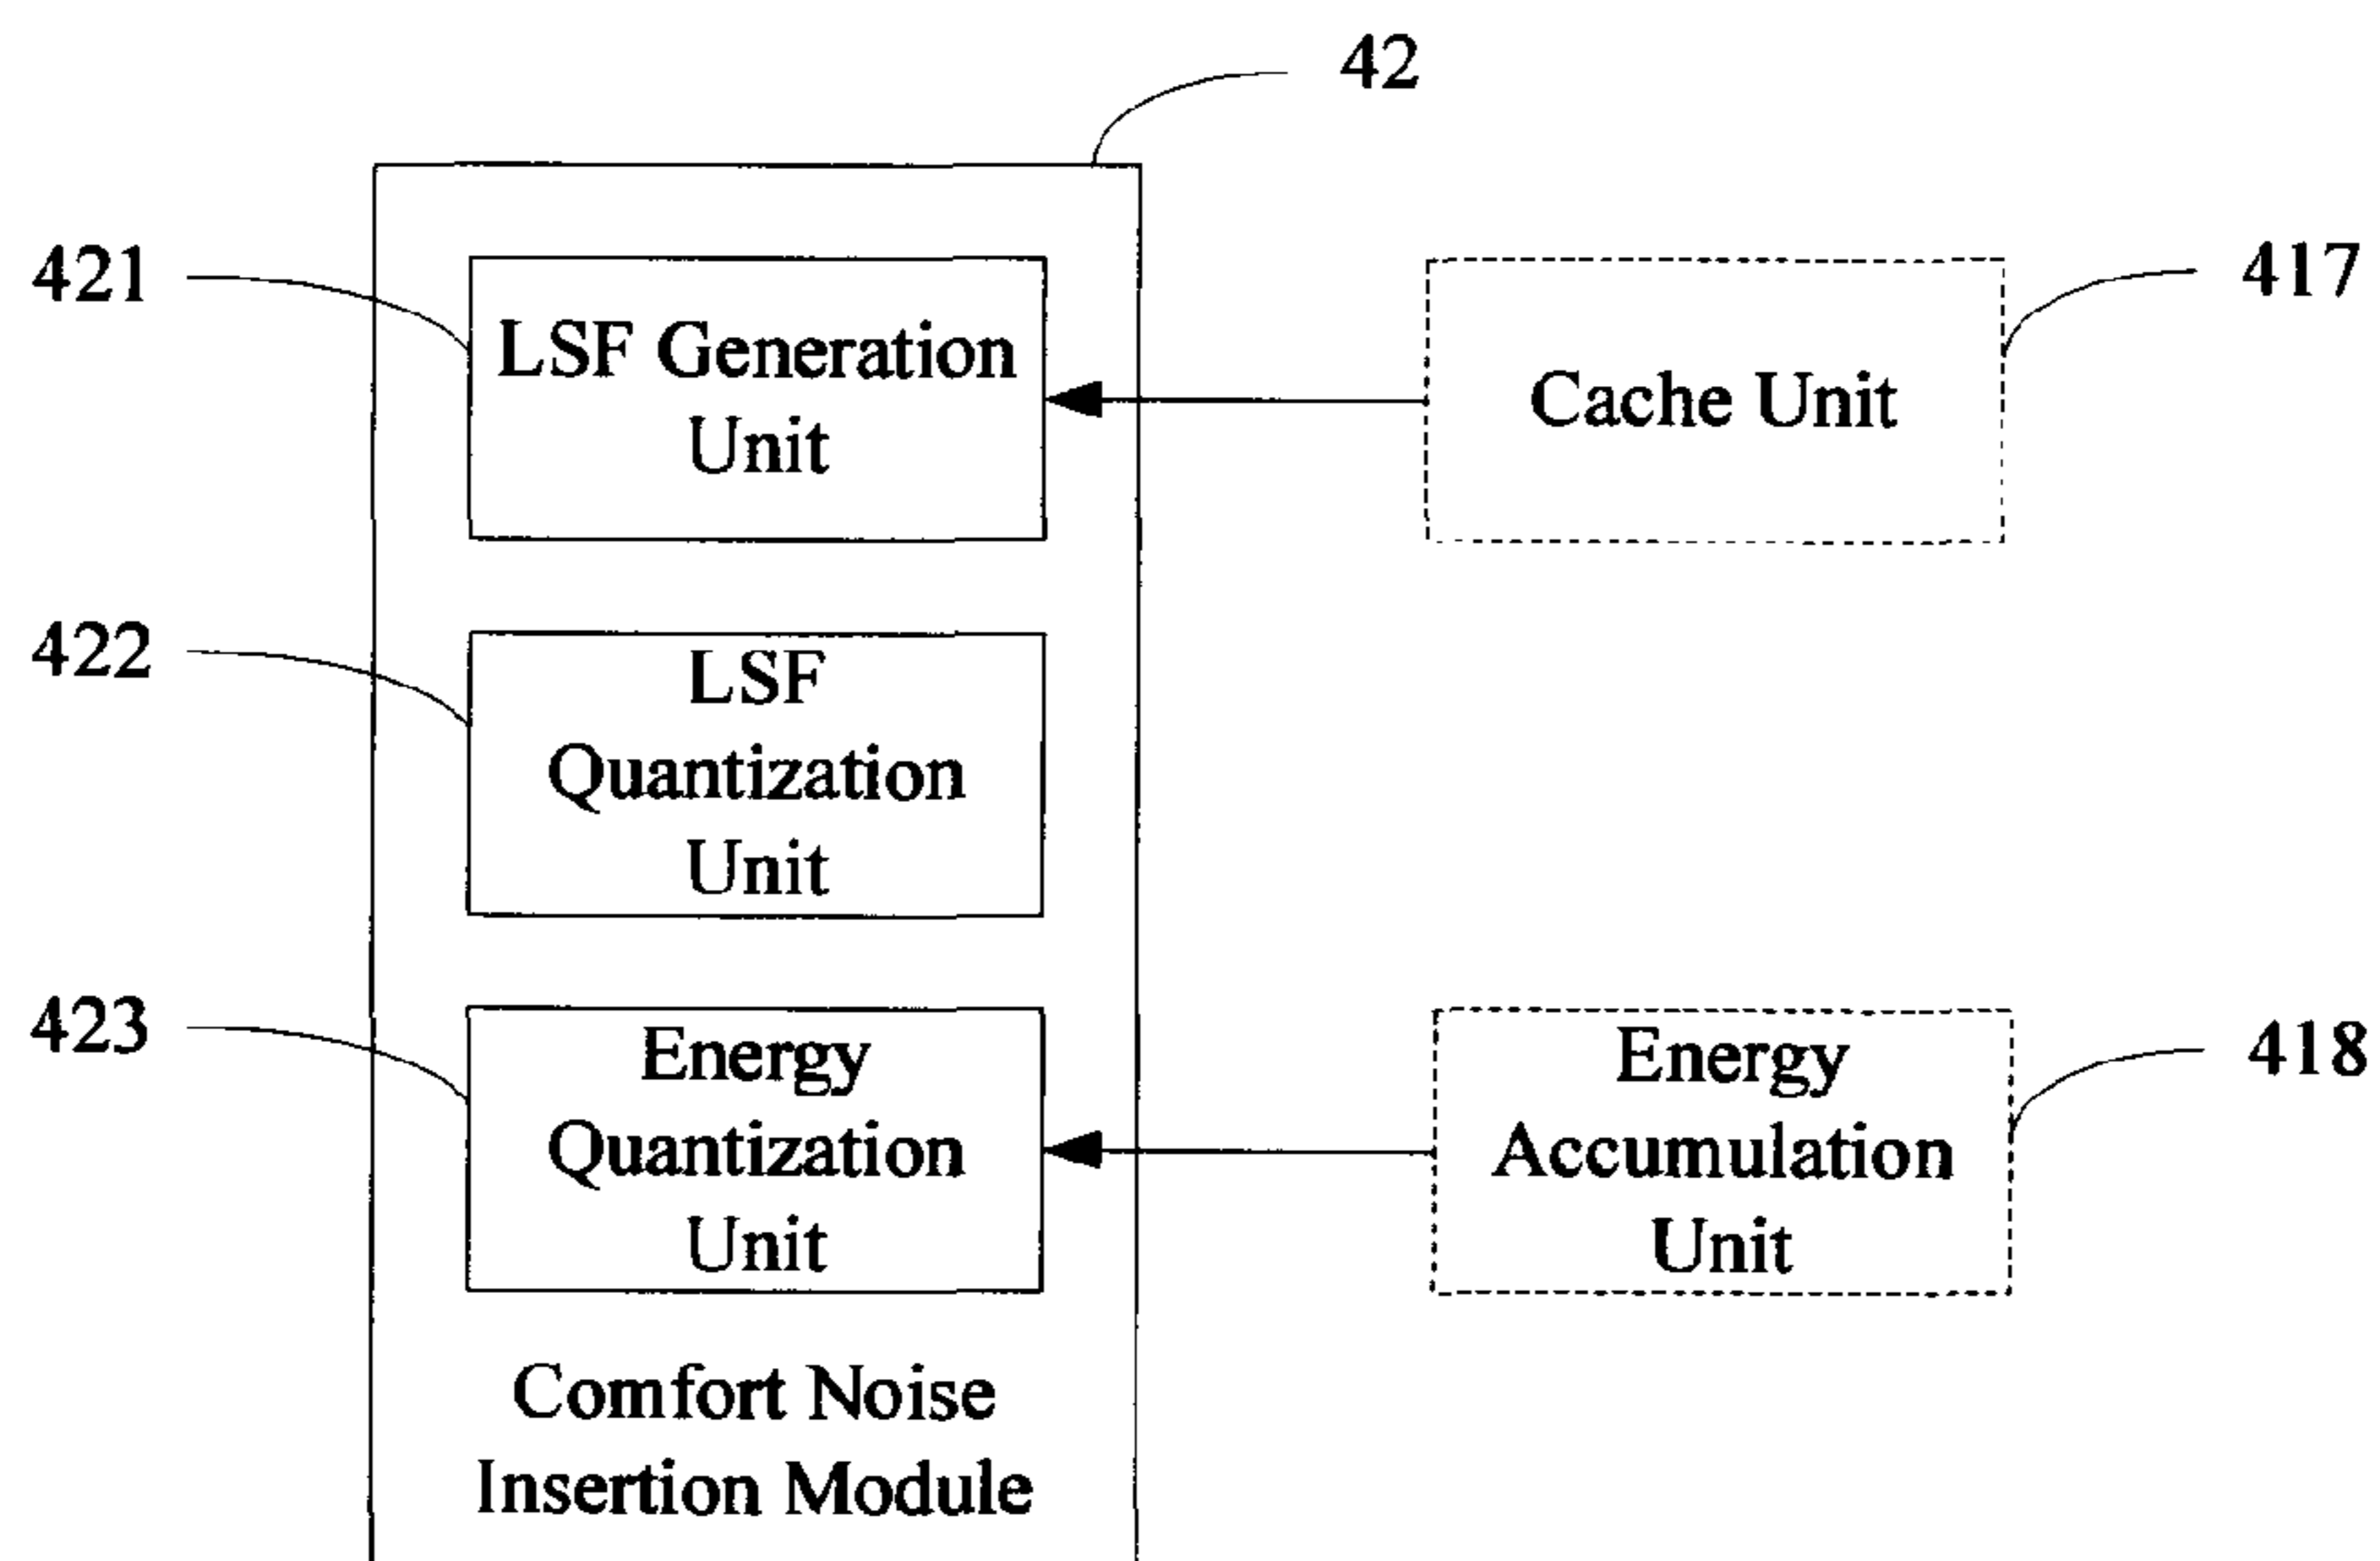 42
421
LSF Generation
Unit
417
Cache Unit
422
LSF
Quantization
Unit
423
Energy
Quantization
Unit
418
Energy
Accumulation
Unit
Comfort Noise
Insertion Module